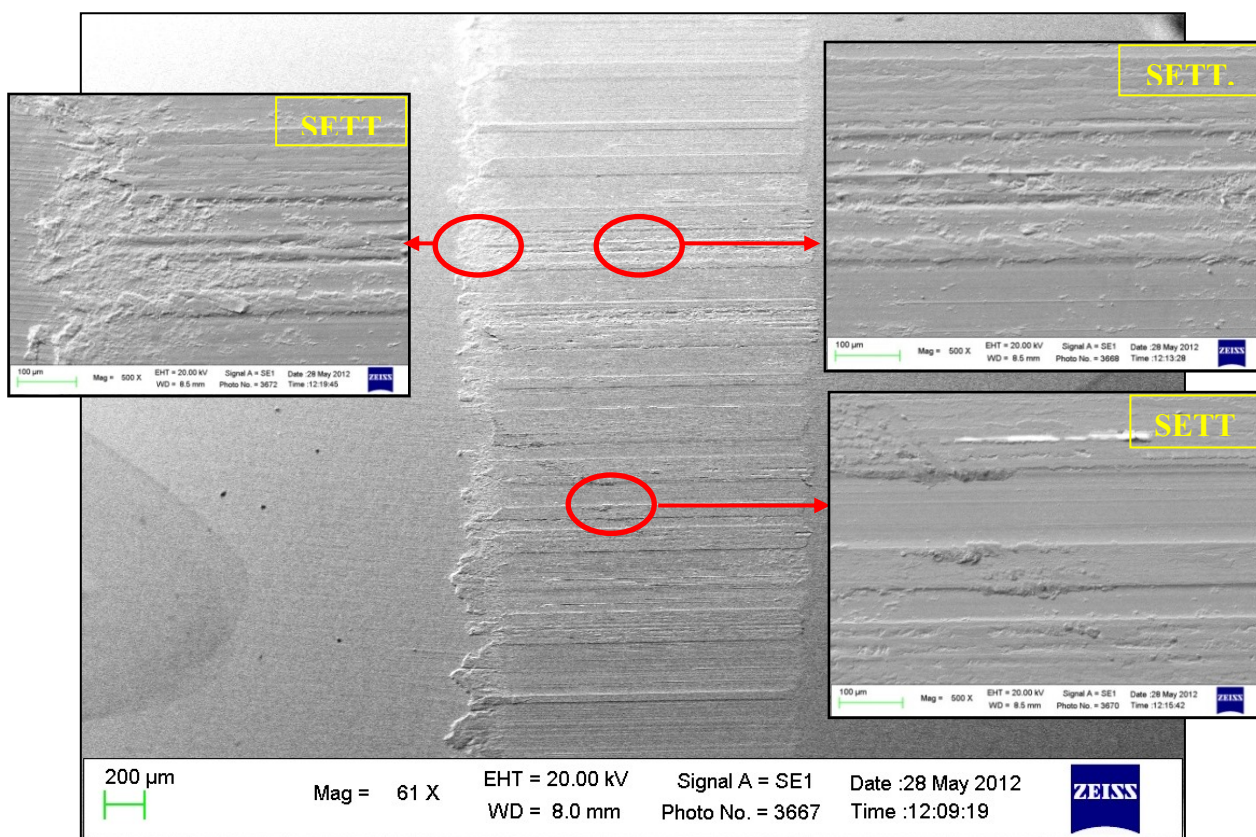 SETT
100 µm
Mag = 500 X
EHT = 20.00 kV
WD = 8.5 mm
Signal A = SE1
Photo No. = 3672
Date :28 May 2012
Time :12:19:45
ZEISS
SETT.
100 µm
Mag = 500 X
EHT = 20.00 kV
WD = 8.5 mm
Signal A = SE1
Photo No. = 3668
Date :28 May 2012
Time :12:13:28
ZEISS
SETT
100 µm
Mag = 500 X
EHT = 20.00 kV
WD = 8.5 mm
Signal A = SE1
Photo No. = 3670
Date :28 May 2012
Time :12:15:42
ZEISS
200 µm
Mag = 61 X
EHT = 20.00 kV
WD = 8.0 mm
Signal A = SE1
Photo No. = 3667
Date :28 May 2012
Time :12:09:19
ZEISS